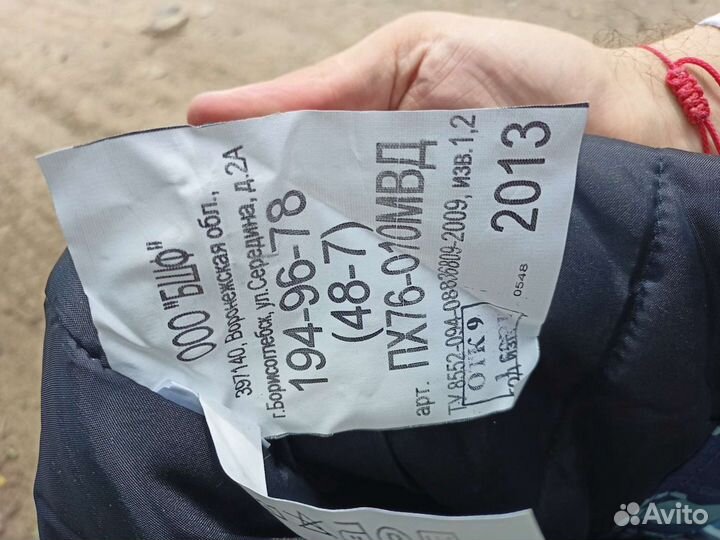 ООО "БШФ"
397140, Воронежская обл.,
г.Борисоглебск, ул.Середина, д.2А
194-96-78
(48-7)
арт. ПХ76-010МВД
ТУ 8552-094-08836809-2009, изв. 1,2
ОТК 9
0548
2013
Avito